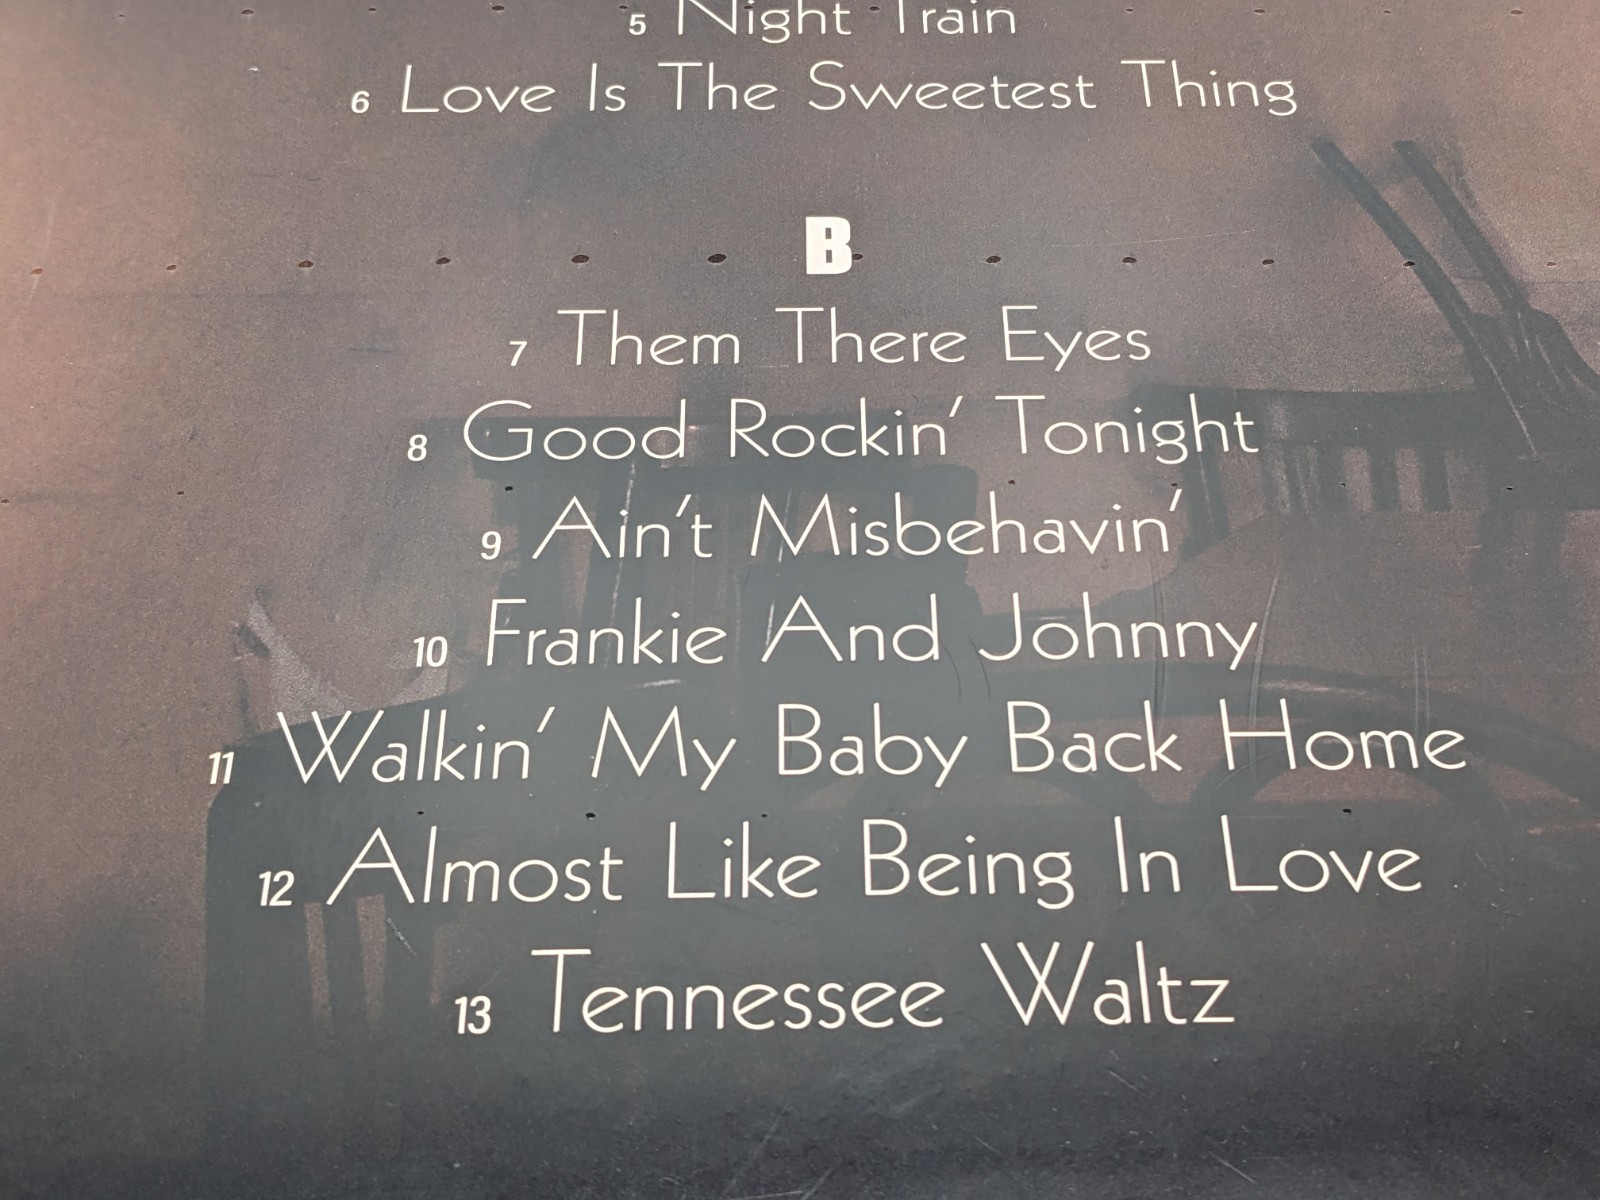 5 Night Train
6 Love Is The Sweetest Thing
B
7 Them There Eyes
8 Good Rockin' Tonight
9 Ain't Misbehavin'
10 Frankie And Johnny
11 Walkin' My Baby Back Home
12 Almost Like Being In Love
13 Tennessee Waltz